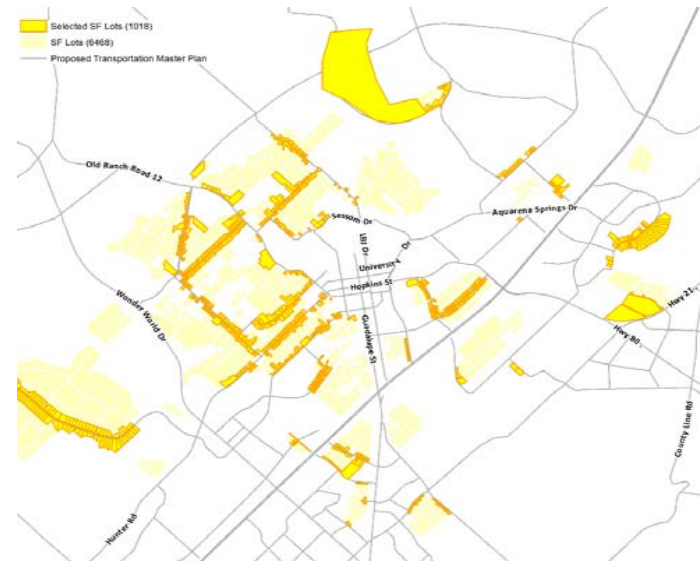 Selected SF Lots (1018)
SF Lots (6468)
Proposed Transportation Master Plan
Old Ranch Road 12
Sessom Dr
Aquarena Springs Dr
LBJ Dr
University Dr
Hopkins St
Wonder World Dr
Guadalupe St
Hwy 21
Hwy 80
County Line Rd
Hunter Rd